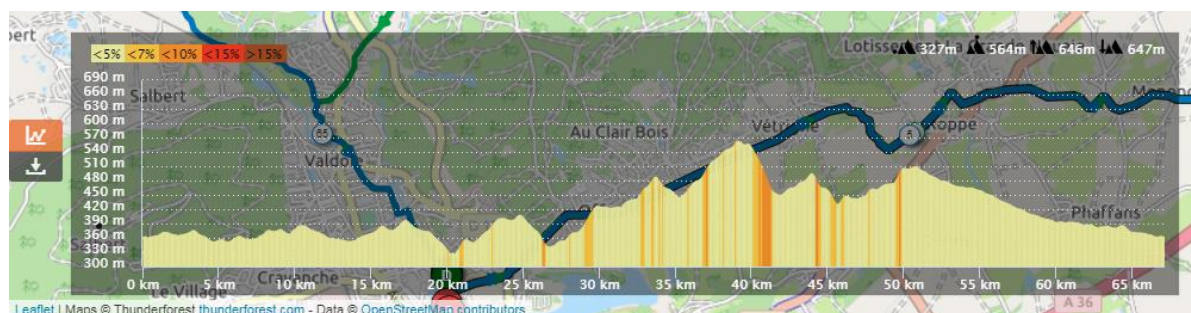 <5% <7% <10% <15% >15%
327m 564m 646m 647m
690 m
660 m
630 m
600 m
570 m
540 m
510 m
480 m
450 m
420 m
390 m
360 m
330 m
300 m
Salbert
85
Valdoie
Au Clair Bois
Vétrigne
5
Roppe
Phaffans
Cravanche
Le Village
A 36
0 km 5 km 10 km 15 km 20 km 25 km 30 km 35 km 40 km 45 km 50 km 55 km 60 km 65 km
Leaflet | Maps © Thunderforest thunderforest.com - Data © OpenStreetMap contributors